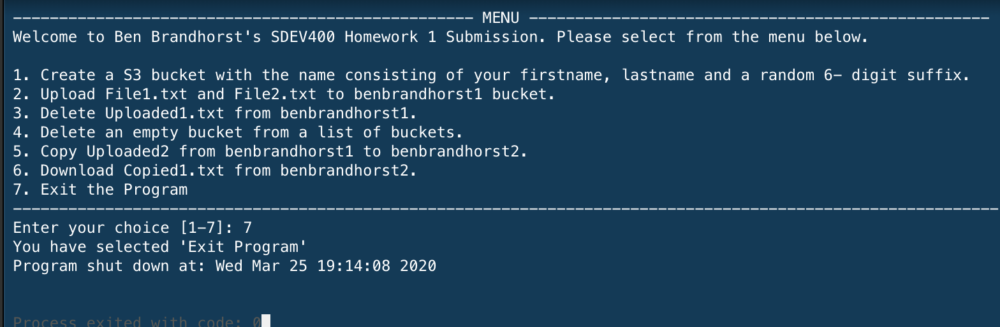 -------------------------------------------------- MENU --------------------------------------------------
Welcome to Ben Brandhorst's SDEV400 Homework 1 Submission. Please select from the menu below.
1. Create a S3 bucket with the name consisting of your firstname, lastname and a random 6- digit suffix.
2. Upload File1.txt and File2.txt to benbrandhorst1 bucket.
3. Delete Uploaded1.txt from benbrandhorst1.
4. Delete an empty bucket from a list of buckets.
5. Copy Uploaded2 from benbrandhorst1 to benbrandhorst2.
6. Download Copied1.txt from benbrandhorst2.
7. Exit the Program
-----------------------------------------------------------------------------------------------------------
Enter your choice [1-7]: 7
You have selected 'Exit Program'
Program shut down at: Wed Mar 25 19:14:08 2020
Process exited with code: 0